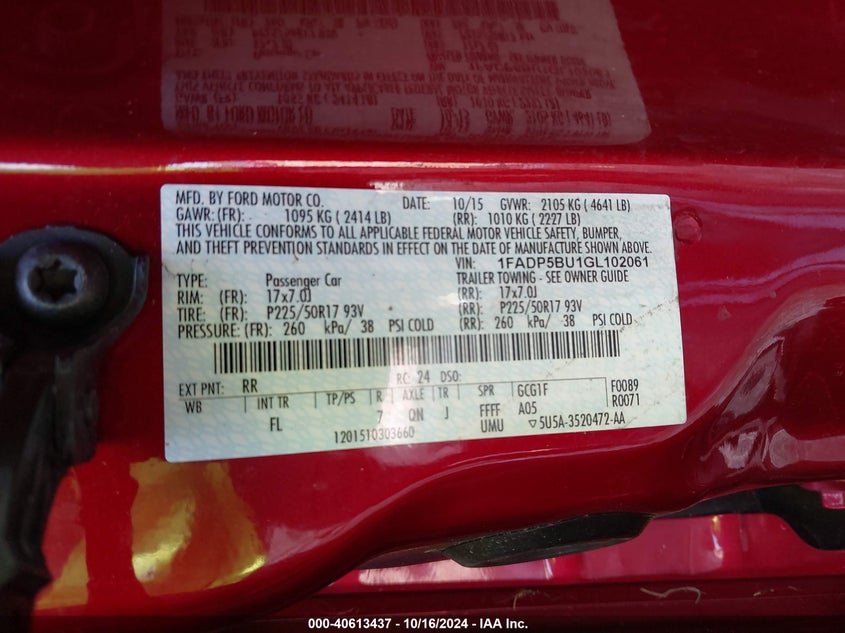 MFD. BY FORD MOTOR CO. DATE: 10/15 GVWR: 2105 KG ( 4641 LB)
GAWR: (FR): 1095 KG ( 2414 LB) (RR): 1010 KG ( 2227 LB)
THIS VEHICLE CONFORMS TO ALL APPLICABLE FEDERAL MOTOR VEHICLE SAFETY, BUMPER,
AND THEFT PREVENTION STANDARDS IN EFFECT ON THE DATE OF MANUFACTURE SHOWN ABOVE.
VIN: 1FADP5BU1GL102061
TYPE: Passenger Car TRAILER TOWING - SEE OWNER GUIDE
RIM: (FR): 17x7.0J (RR): 17x7.0J
TIRE: (FR): P225/50R17 93V (RR): P225/50R17 93V
PRESSURE: (FR): 260 kPa/ 38 PSI COLD (RR): 260 kPa/ 38 PSI COLD
EXT PNT: RR RC: 24 DSO:
WB INT TR TP/PS R AXLE TR SPR GCG1F F0089
FL 7 QN J FFFF A05 R0071
1201510303660 UMU ▽5U5A-3520472-AA
000-40613437 - 10/16/2024 - IAA Inc.